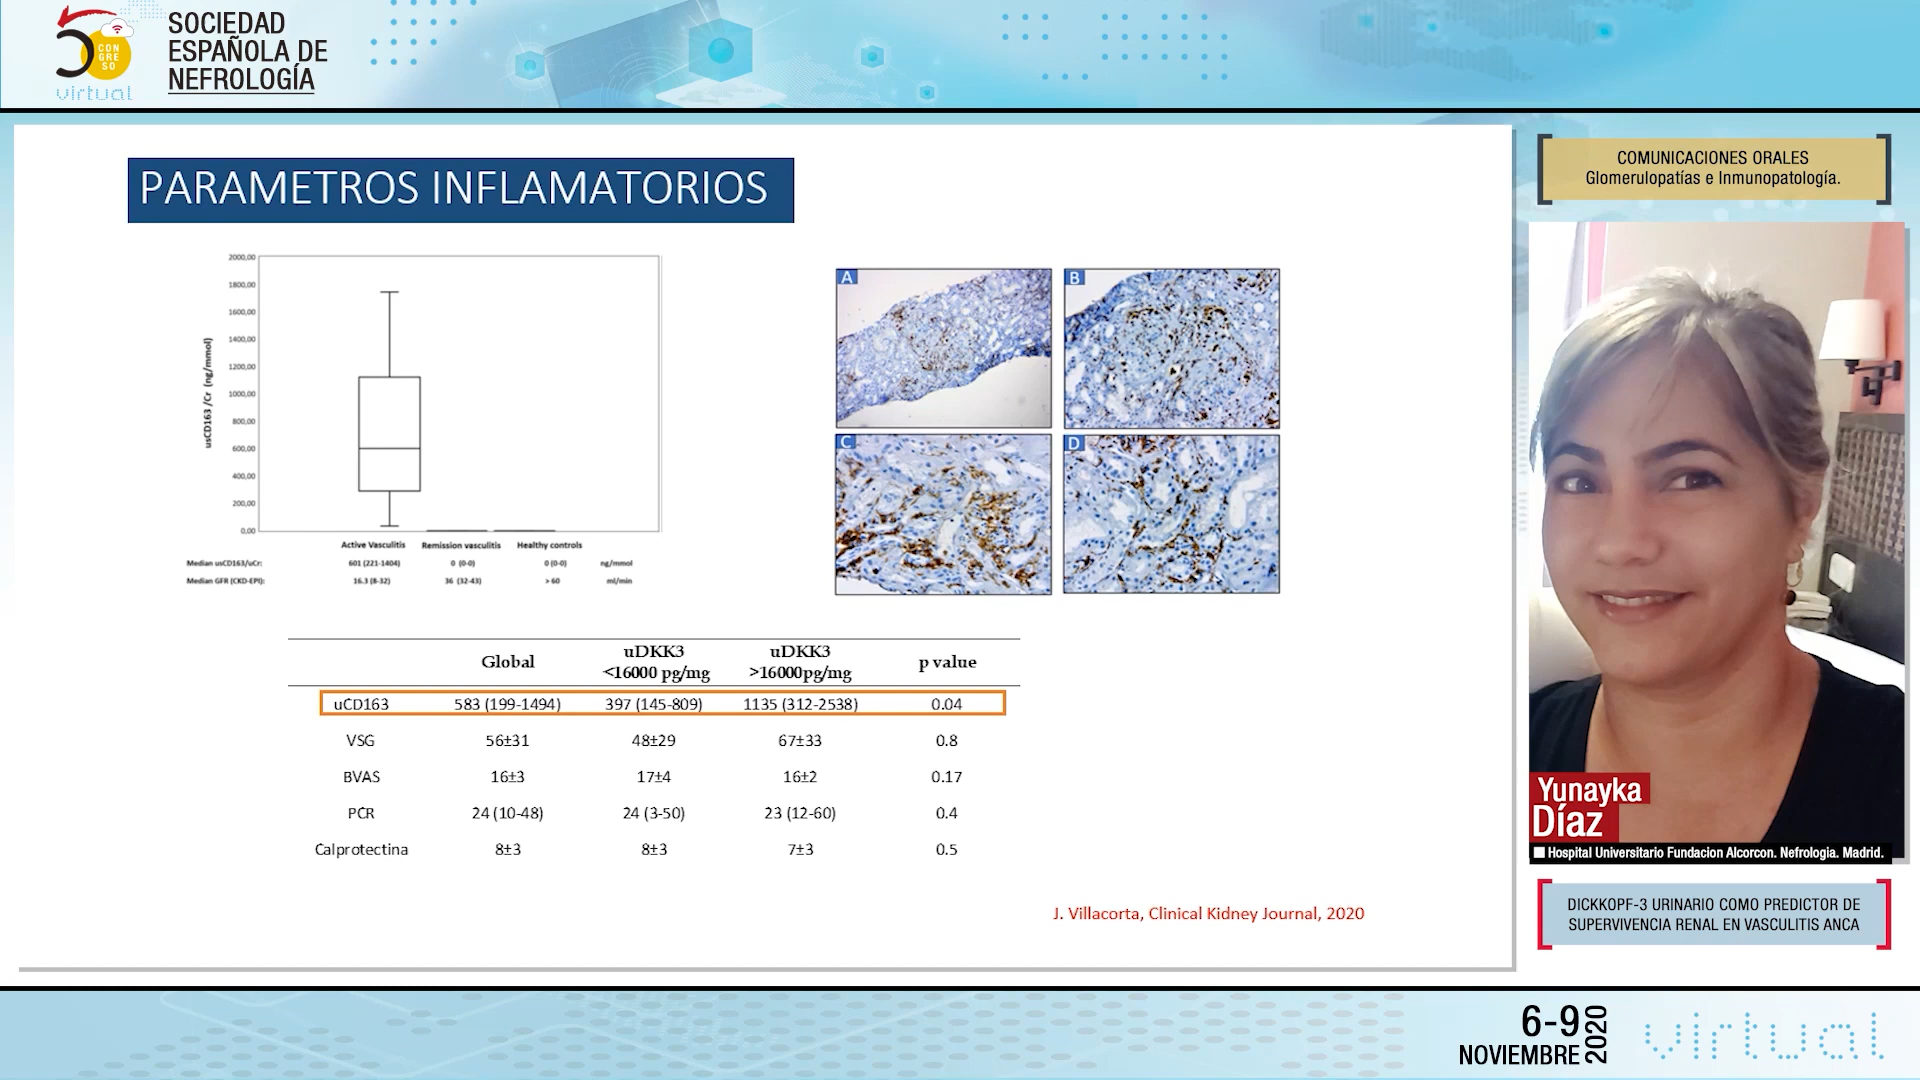 CON
GRE
SO
virtual
SOCIEDAD
ESPAÑOLA DE
NEFROLOGÍA
PARAMETROS INFLAMATORIOS
usCD163 /Cr (ng/mmol)
2000,00
1800,00
1600,00
1400,00
1200,00
1000,00
800,00
600,00
400,00
200,00
0,00
Active Vasculitis Remission vasculitis Healthy controls
Median usCD163/uCr: 601 (221-1404) 0 (0-0) 0 (0-0) ng/mmol
Median GFR (CKD-EPI): 16.3 (8-32) 36 (32-43) > 60 ml/min
A
B
C
D
Global uDKK3 <16000 pg/mg uDKK3 >16000pg/mg p value
uCD163 583 (199-1494) 397 (145-809) 1135 (312-2538) 0.04
VSG 56±31 48±29 67±33 0.8
BVAS 16±3 17±4 16±2 0.17
PCR 24 (10-48) 24 (3-50) 23 (12-60) 0.4
Calprotectina 8±3 8±3 7±3 0.5
J. Villacorta, Clinical Kidney Journal, 2020
COMUNICACIONES ORALES
Glomerulopatías e Inmunopatología.
Yunayka
Díaz
Hospital Universitario Fundacion Alcorcon. Nefrologia. Madrid.
DICKKOPF-3 URINARIO COMO PREDICTOR DE
SUPERVIVENCIA RENAL EN VASCULITIS ANCA
6-9
NOVIEMBRE
2020
virtual